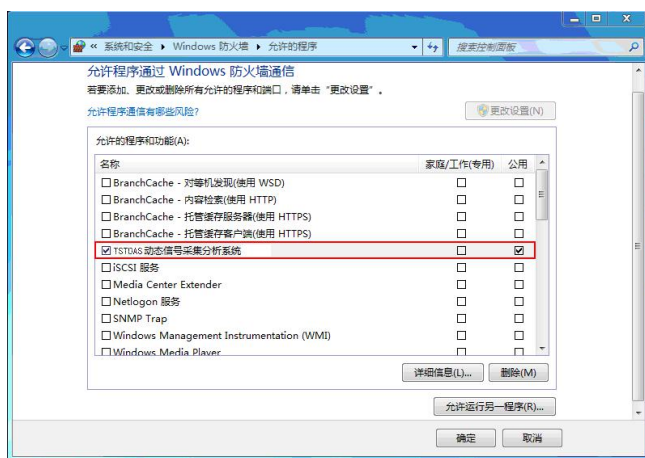 « 系统和安全 ▸ Windows 防火墙 ▸ 允许的程序
搜索控制面板
允许程序通过 Windows 防火墙通信
若要添加、更改或删除所有允许的程序和端口，请单击“更改设置”。
允许程序通信有哪些风险?
更改设置(N)
允许的程序和功能(A):
名称 家庭/工作(专用) 公用
BranchCache - 对等机发现(使用 WSD)
BranchCache - 内容检索(使用 HTTP)
BranchCache - 托管缓存服务器(使用 HTTPS)
BranchCache - 托管缓存客户端(使用 HTTPS)
TSTDAS 动态信号采集分析系统
iSCSI 服务
Media Center Extender
Netlogon 服务
SNMP Trap
Windows Management Instrumentation (WMI)
Windows Media Player
详细信息(L)... 删除(M)
允许运行另一程序(R)...
确定 取消